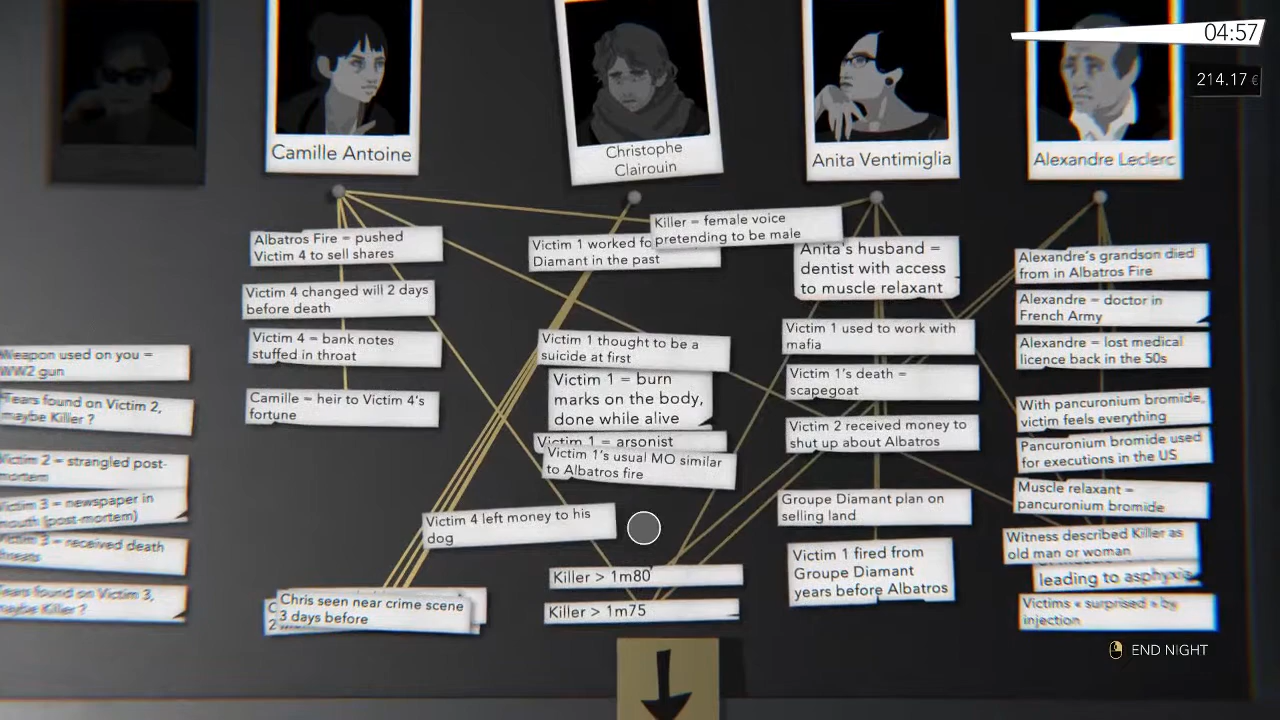 04:57
214.17 €
Camille Antoine
Christophe
Clairouin
Anita Ventimiglia
Alexandre Leclerc
Weapon used on you =
WW2 gun
Tears found on Victim 2,
maybe Killer ?
Victim 2 = strangled post-
mortem
Victim 3 = newspaper in
mouth (post-mortem)
Victim 3 = received death
threats
Tears found on Victim 3,
maybe Killer ?
Albatros Fire = pushed
Victim 4 to sell shares
Victim 4 changed will 2 days
before death
Victim 4 = bank notes
stuffed in throat
Camille = heir to Victim 4's
fortune
Chris seen near crime scene
3 days before
Killer = female voice
pretending to be male
Victim 1 worked fo
Diamant in the past
Victim 1 thought to be a
suicide at first
Victim 1 = burn
marks on the body,
done while alive
Victim 1 = arsonist
Victim 1's usual MO similar
to Albatros fire
Victim 4 left money to his
dog
Killer > 1m80
Killer > 1m75
Anita's husband =
dentist with access
to muscle relaxant
Victim 1 used to work with
mafia
Victim 1's death =
scapegoat
Victim 2 received money to
shut up about Albatros
Groupe Diamant plan on
selling land
Victim 1 fired from
Groupe Diamant
years before Albatros
Alexandre's grandson died
from in Albatros Fire
Alexandre = doctor in
French Army
Alexandre = lost medical
licence back in the 50s
With pancuronium bromide,
victim feels everything
Pancuronium bromide used
for executions in the US
Muscle relaxant =
pancuronium bromide
Witness described Killer as
old man or woman
leading to asphyxia
Victims « surprised » by
injection
END NIGHT